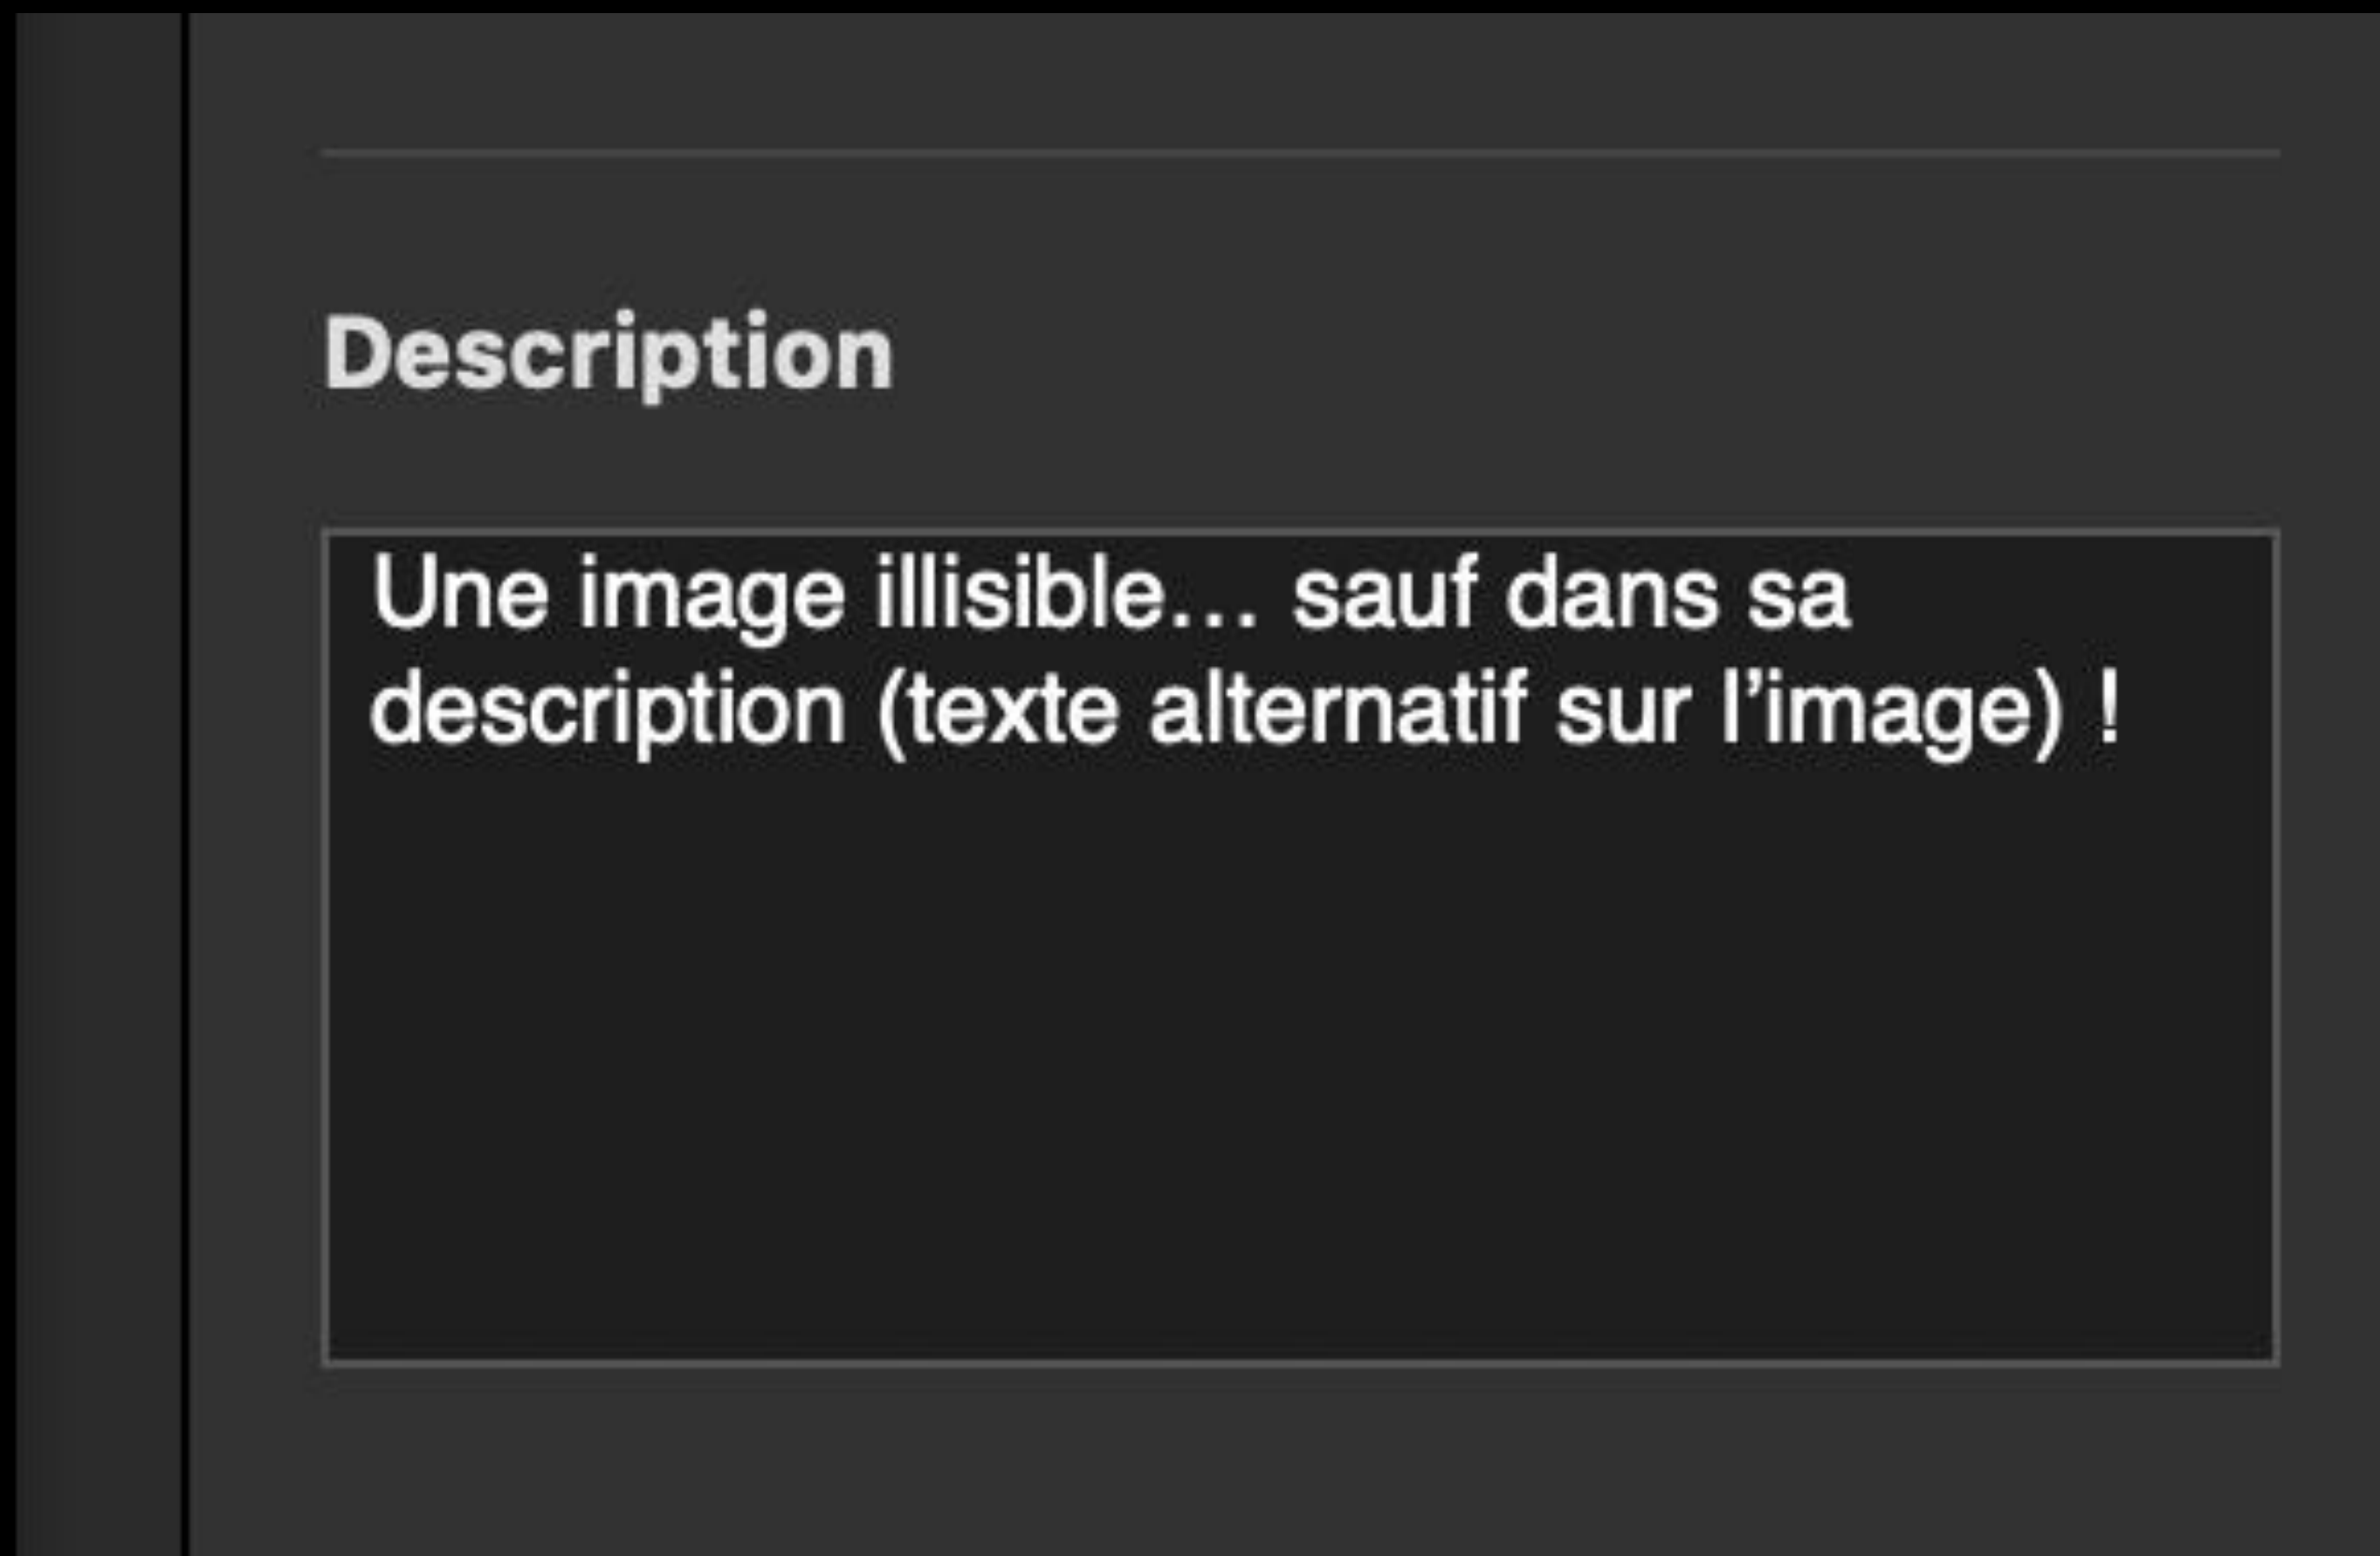 Description
Une image illisible… sauf dans sa
description (texte alternatif sur l’image) !